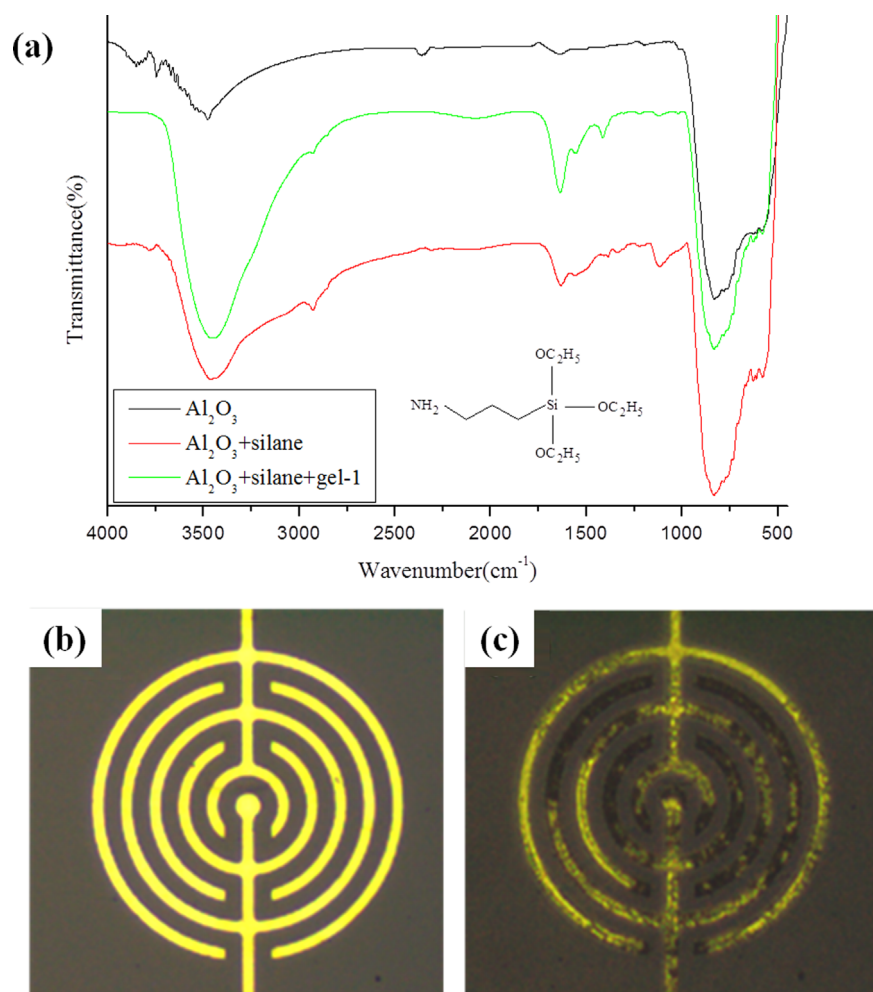 (a)
Transmittance(%)
NH₂
OC₂H₅
Si
OC₂H₅
OC₂H₅
Al₂O₃
Al₂O₃+silane
Al₂O₃+silane+gel-1
4000 3500 3000 2500 2000 1500 1000 500
Wavenumber(cm⁻¹)
(b) (c)